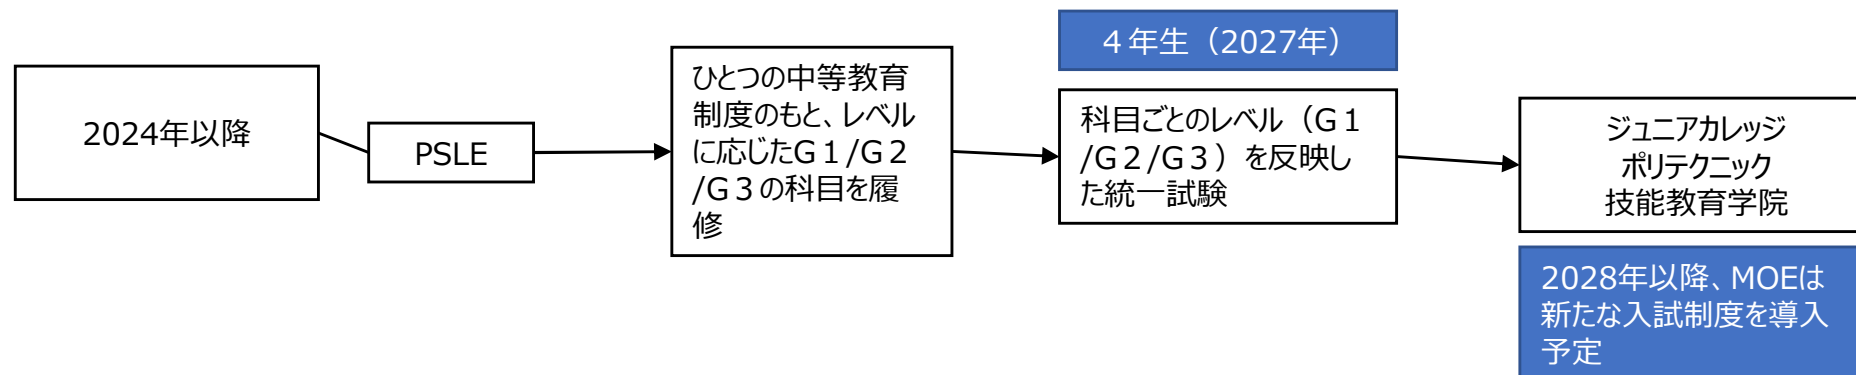 2024年以降
PSLE
ひとつの中等教育
制度のもと、レベル
に応じたG１/G２
/G３の科目を履
修
４年生（2027年）
科目ごとのレベル（G１
/G２/G３）を反映し
た統一試験
ジュニアカレッジ
ポリテクニック
技能教育学院
2028年以降、MOEは
新たな入試制度を導入
予定